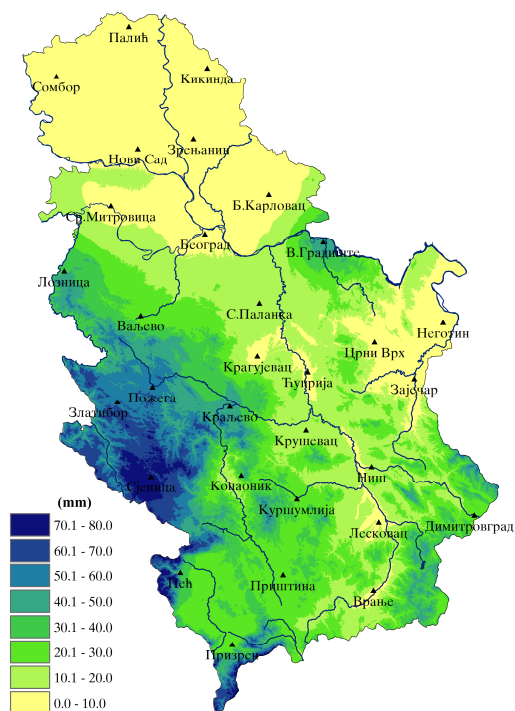 Палић
Кикинда
Сомбор
Зрењанин
Нови Сад
Б.Карловац
Ср.Митровица
Београд
В.Градиште
Лозница
С.Паланка
Ваљево
Неготин
Црни Врх
Крагујевац
Ћуприја
Зајечар
Пожега
Златибор
Краљево
Крушевац
Ниш
Сјеница
Копаоник
Куршумлија
Димитровград
Лесковац
Пећ
Приштина
Врање
Призрен
(mm)
70.1 - 80.0
60.1 - 70.0
50.1 - 60.0
40.1 - 50.0
30.1 - 40.0
20.1 - 30.0
10.1 - 20.0
0.0 - 10.0